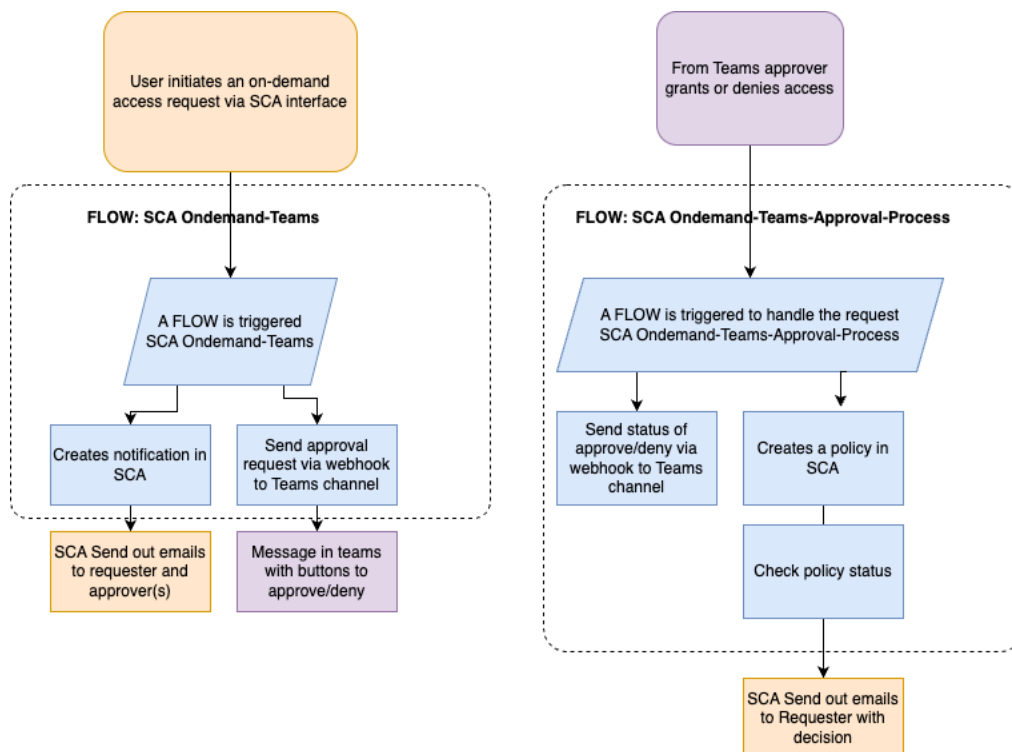 User initiates an on-demand
access request via SCA interface
FLOW: SCA Ondemand-Teams
A FLOW is triggered
SCA Ondemand-Teams
Creates notification in
SCA
Send approval
request via webhook
to Teams channel
SCA Send out emails
to requester and
approver(s)
Message in teams
with buttons to
approve/deny
From Teams approver
grants or denies access
FLOW: SCA Ondemand-Teams-Approval-Process
A FLOW is triggered to handle the request
SCA Ondemand-Teams-Approval-Process
Send status of
approve/deny via
webhook to Teams
channel
Creates a policy in
SCA
Check policy status
SCA Send out emails
to Requester with
decision